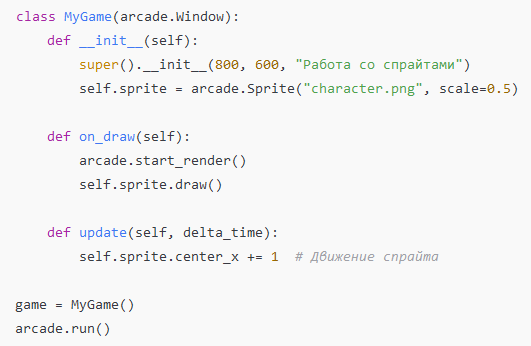 class MyGame(arcade.Window):
    def __init__(self):
        super().__init__(800, 600, "Работа со спрайтами")
        self.sprite = arcade.Sprite("character.png", scale=0.5)

    def on_draw(self):
        arcade.start_render()
        self.sprite.draw()

    def update(self, delta_time):
        self.sprite.center_x += 1  # Движение спрайта

game = MyGame()
arcade.run()